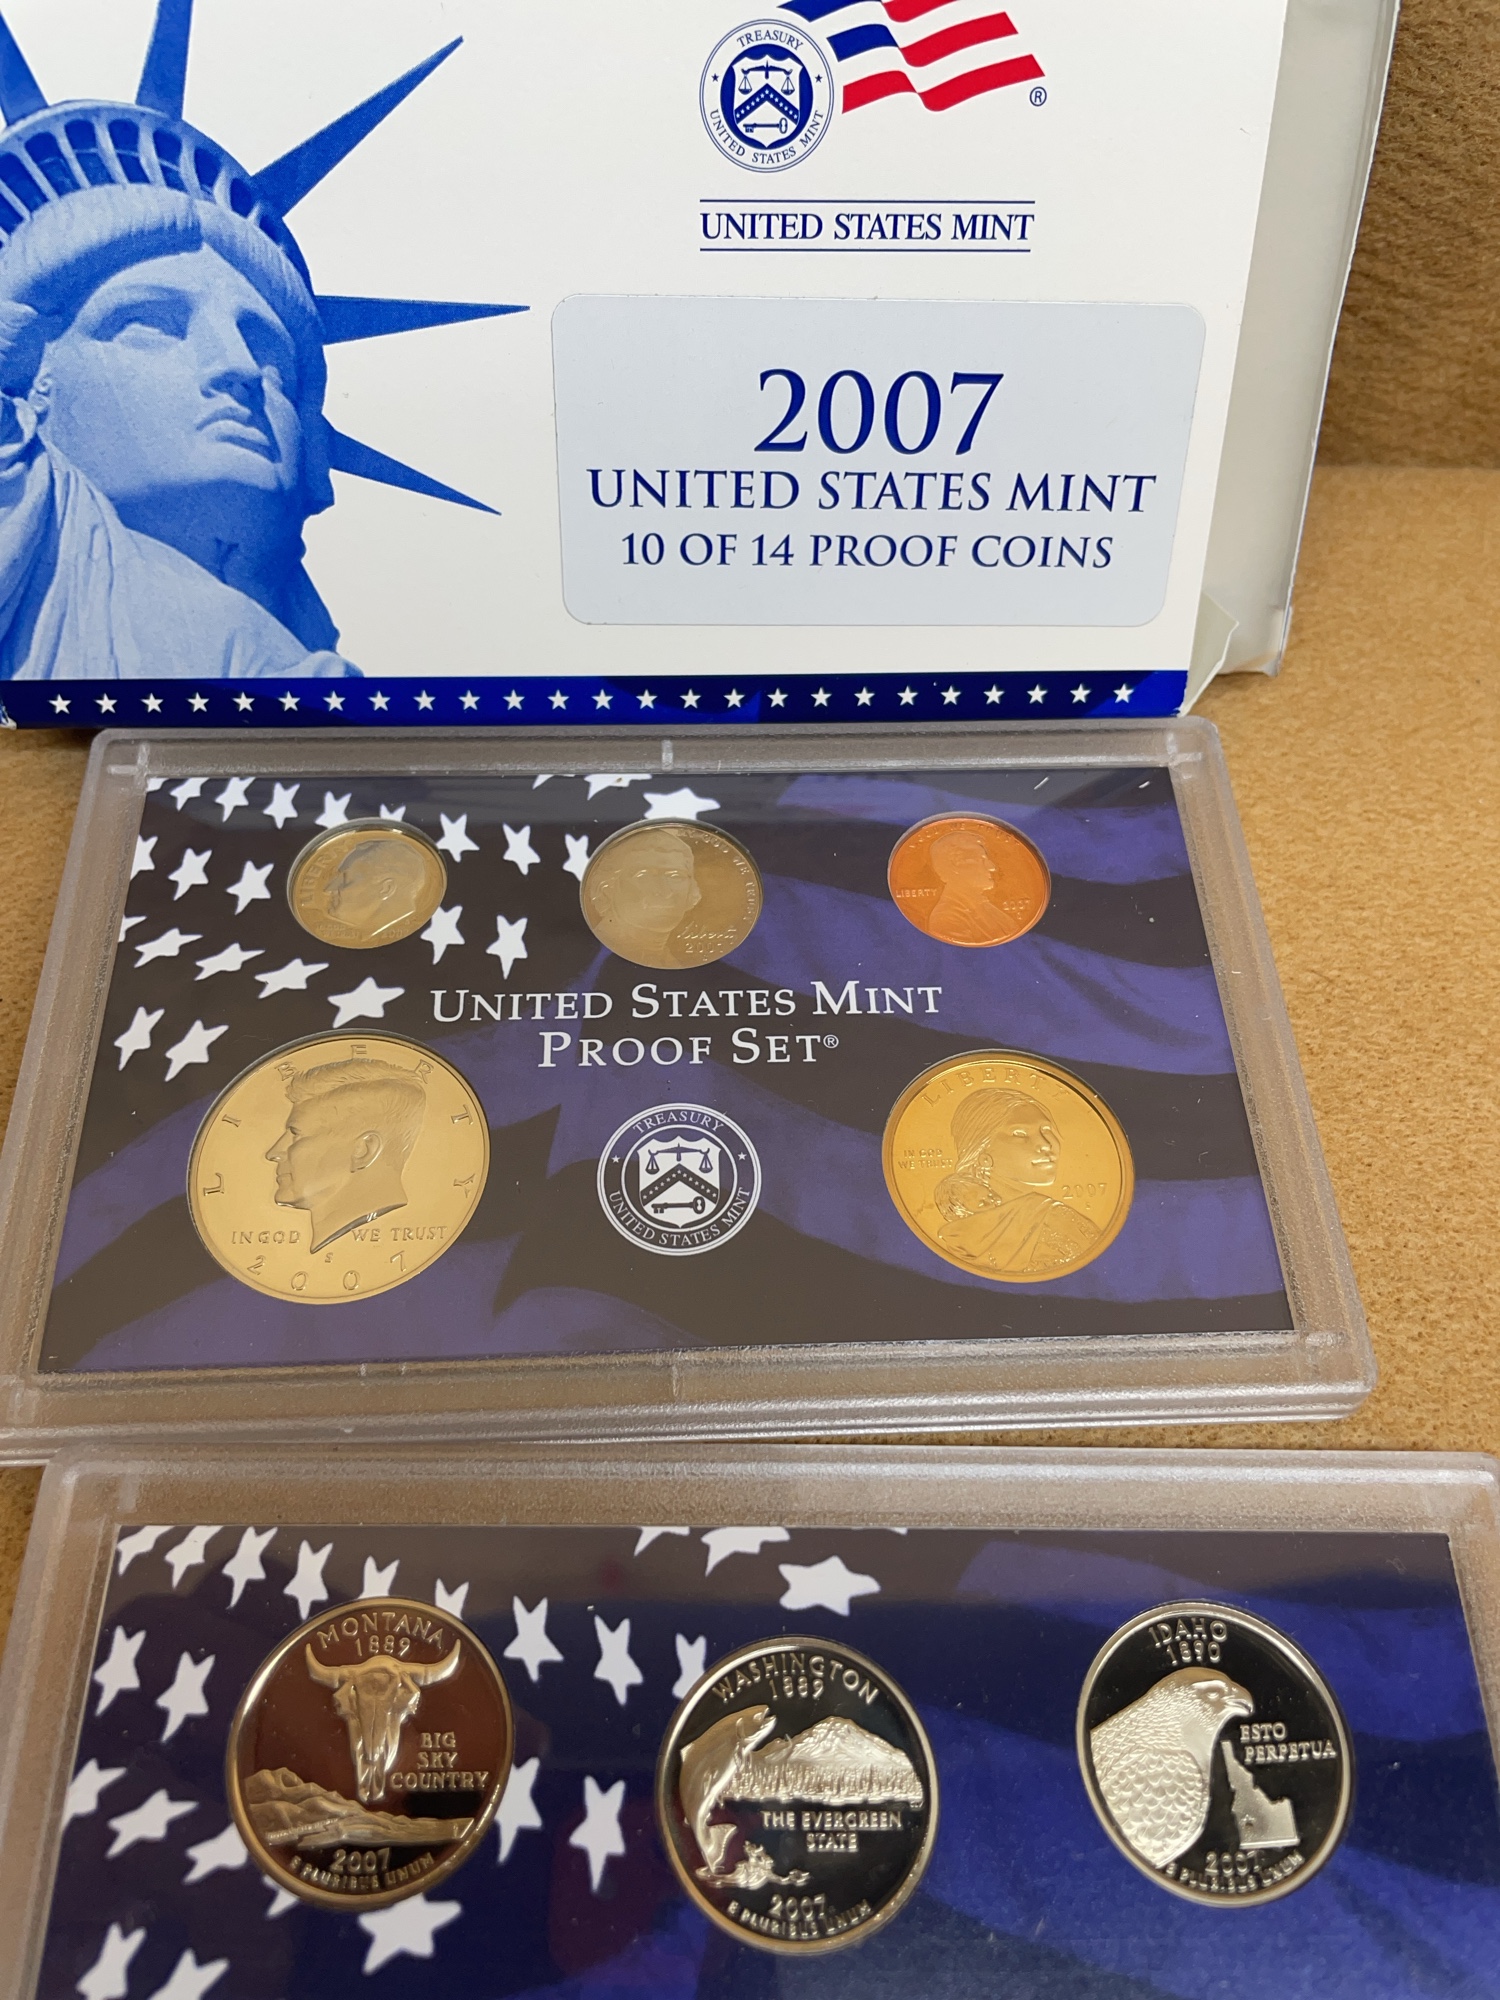 TREASURY
UNITED STATES MINT
®
UNITED STATES MINT
2007
UNITED STATES MINT
10 OF 14 PROOF COINS
LIBERTY
Liberty
2007
LIBERTY
2007
UNITED STATES MINT
PROOF SET®
LIBERTY
IN GOD WE TRUST
S
2007
TREASURY
UNITED STATES MINT
LIBERTY
IN GOD
WE TRUST
2007
MONTANA
1889
BIG
SKY
COUNTRY
2007
E PLURIBUS UNUM
WASHINGTON
1889
THE EVERGREEN
STATE
2007
E PLURIBUS UNUM
IDAHO
1890
ESTO
PERPETUA
2007
E PLURIBUS UNUM